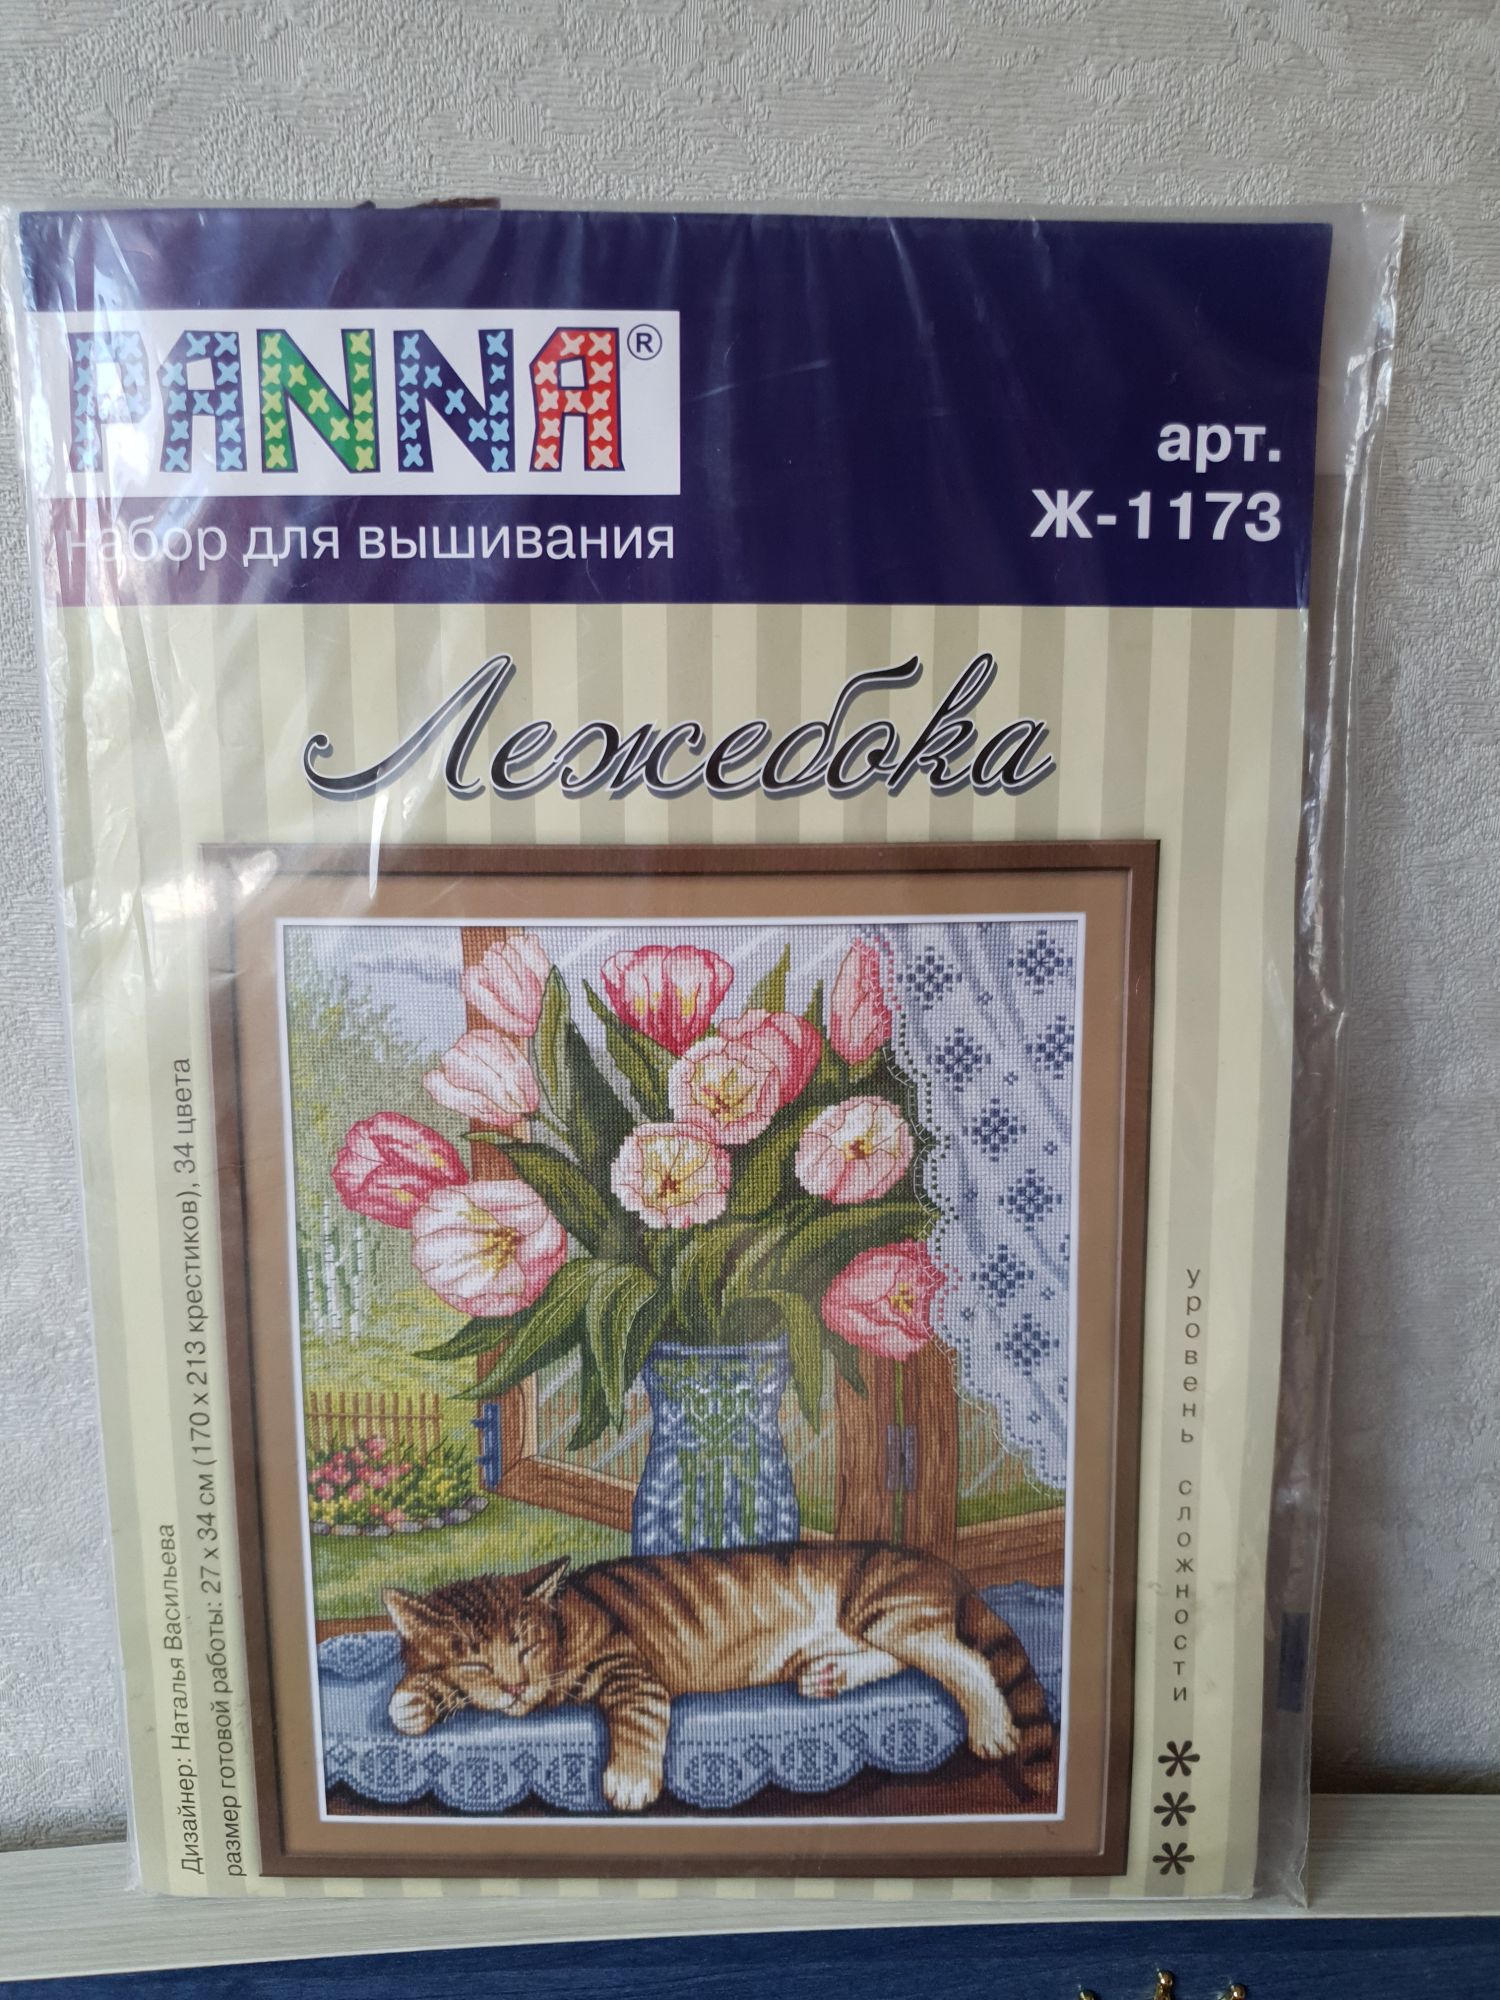 PANNA®
набор для вышивания
арт.
Ж-1173
Лежебока
Дизайнер: Наталья Васильева
размер готовой работы: 27 х 34 см (170 х 213 крестиков), 34 цвета
уровень сложности ***